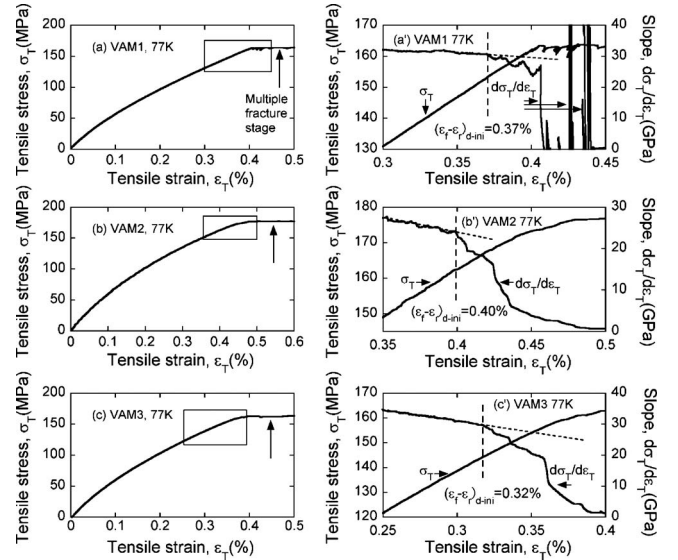 Tensile stress, σT(MPa)
200
150
100
50
0
(a) VAM1, 77K
Multiple
fracture
stage
0 0.1 0.2 0.3 0.4 0.5
Tensile strain, εT(%)
Tensile stress, σT(MPa)
170
160
150
140
130
(a') VAM1 77K
σT
dσT/dεT
(εf-εr)d-ini=0.37%
40
30
20
10
0
Slope, dσT/dεT(GPa)
0.3 0.35 0.4 0.45
Tensile strain, εT(%)
Tensile stress, σT(MPa)
200
150
100
50
0
(b) VAM2, 77K
0 0.1 0.2 0.3 0.4 0.5 0.6
Tensile strain, εT(%)
Tensile stress, σT(MPa)
180
170
160
150
(b') VAM2 77K
σT
dσT/dεT
(εf-εr)d-ini=0.40%
30
20
10
0
Slope, dσT/dεT(GPa)
0.35 0.4 0.45 0.5
Tensile strain, εT(%)
Tensile stress, σT(MPa)
200
150
100
50
0
(c) VAM3, 77K
0 0.1 0.2 0.3 0.4 0.5 0.6
Tensile strain, εT(%)
Tensile stress, σT(MPa)
170
160
150
140
130
120
(c') VAM3 77K
σT
dσT/dεT
(εf-εr)d-ini=0.32%
40
30
20
10
0
Slope, dσT/dεT(GPa)
0.25 0.3 0.35 0.4
Tensile strain, εT(%)